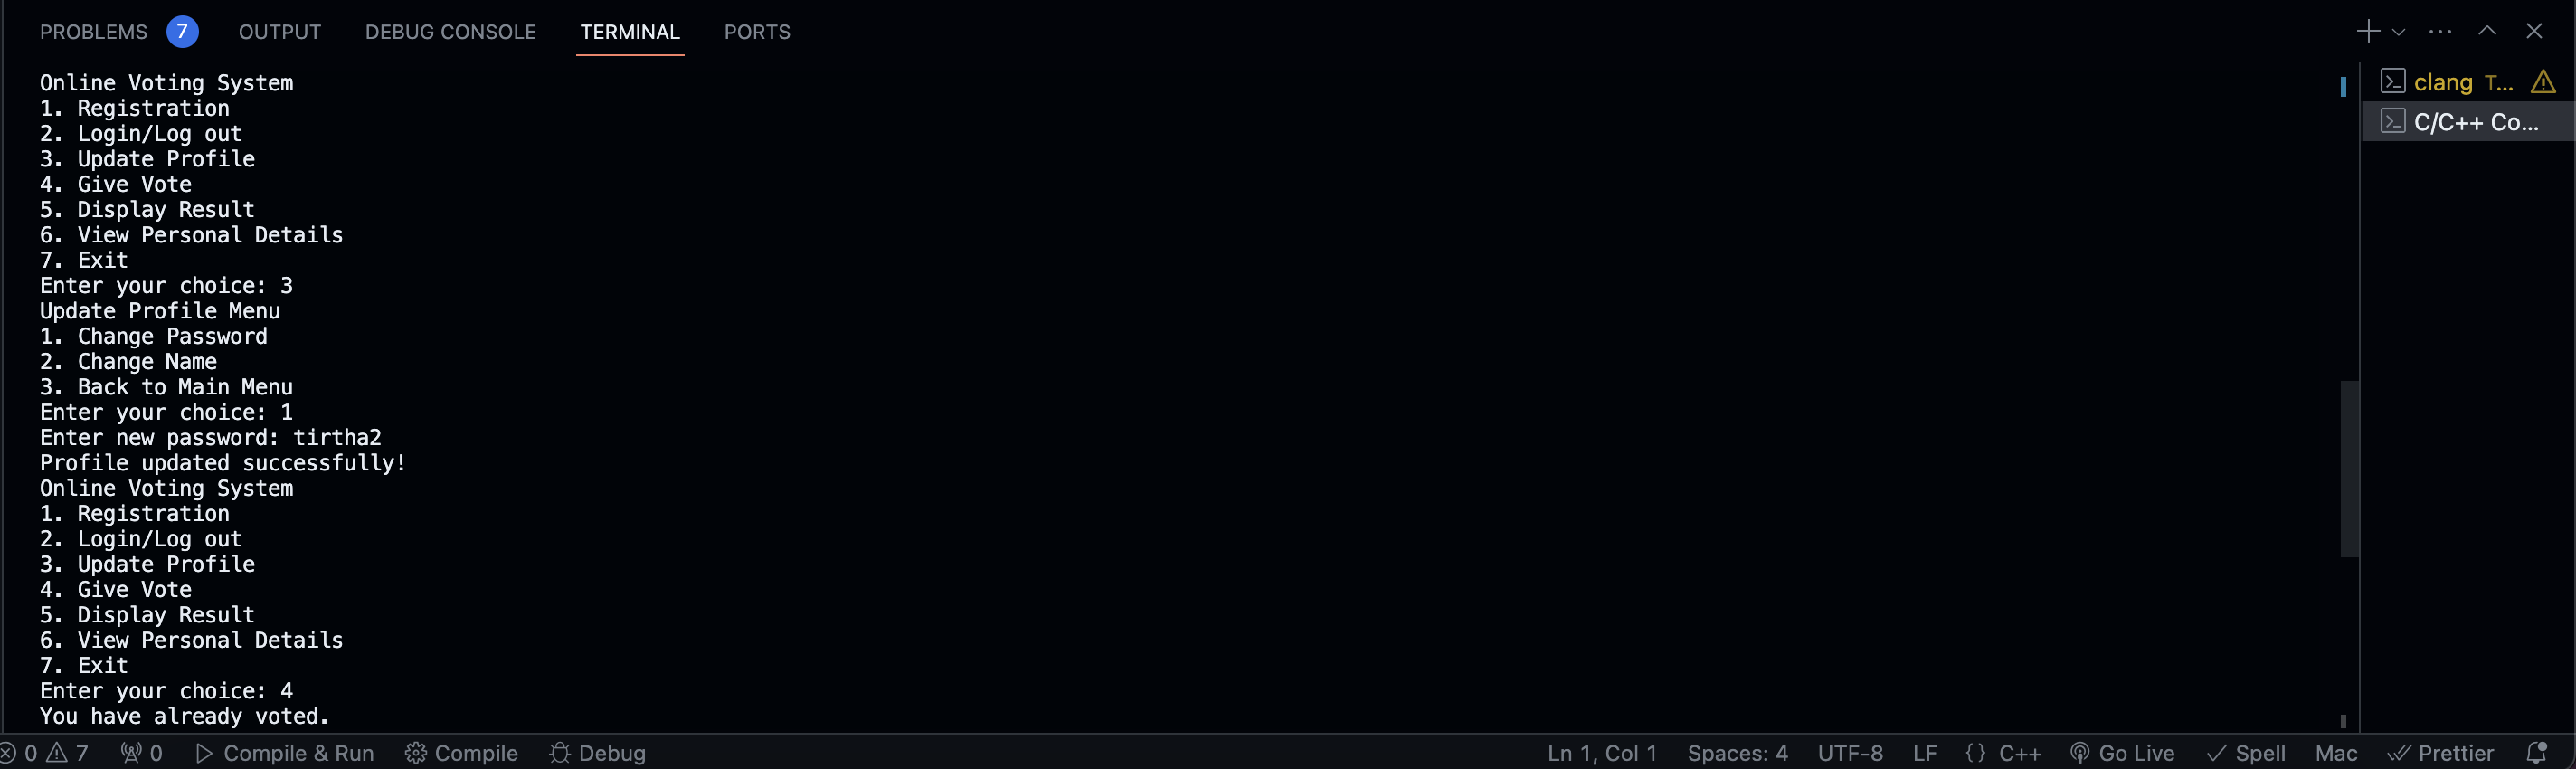 PROBLEMS 7 OUTPUT DEBUG CONSOLE TERMINAL PORTS
Online Voting System
1. Registration
2. Login/Log out
3. Update Profile
4. Give Vote
5. Display Result
6. View Personal Details
7. Exit
Enter your choice: 3
Update Profile Menu
1. Change Password
2. Change Name
3. Back to Main Menu
Enter your choice: 1
Enter new password: tirtha2
Profile updated successfully!
Online Voting System
1. Registration
2. Login/Log out
3. Update Profile
4. Give Vote
5. Display Result
6. View Personal Details
7. Exit
Enter your choice: 4
You have already voted.
clang T...
C/C++ Co...
0 7 0 Compile & Run Compile Debug Ln 1, Col 1 Spaces: 4 UTF-8 LF {} C++ Go Live Spell Mac Prettier